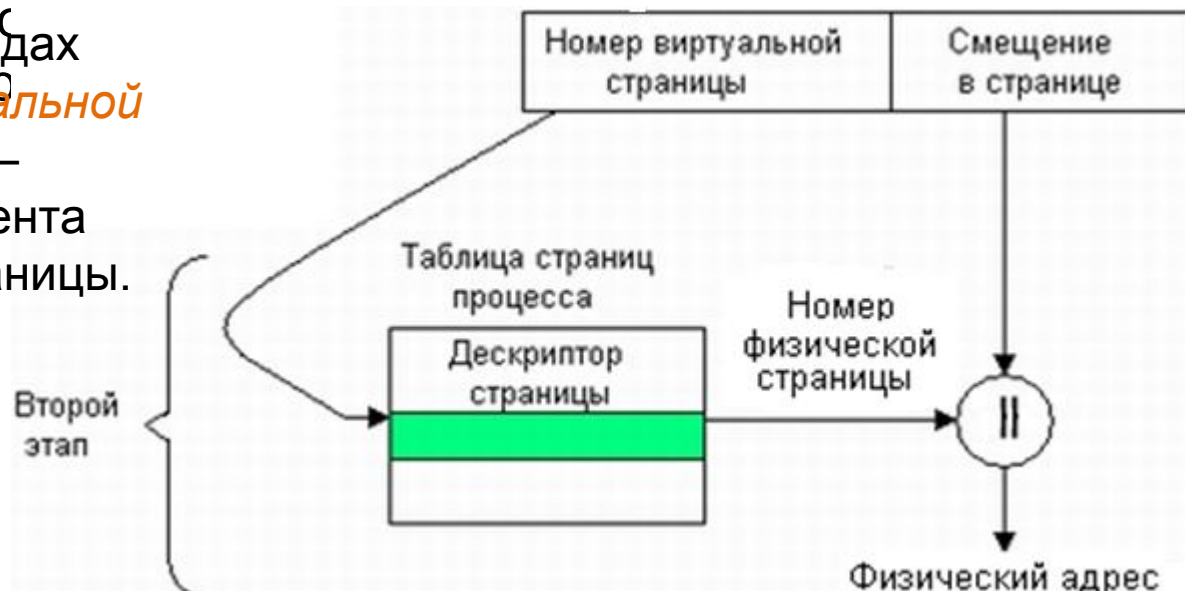 дах
альной
–
ента
аницы.
Номер виртуальной
страницы
Смещение
в странице
Таблица страниц
процесса
Дескриптор
страницы
Номер
физической
страницы
||
Второй
этап
Физический адрес